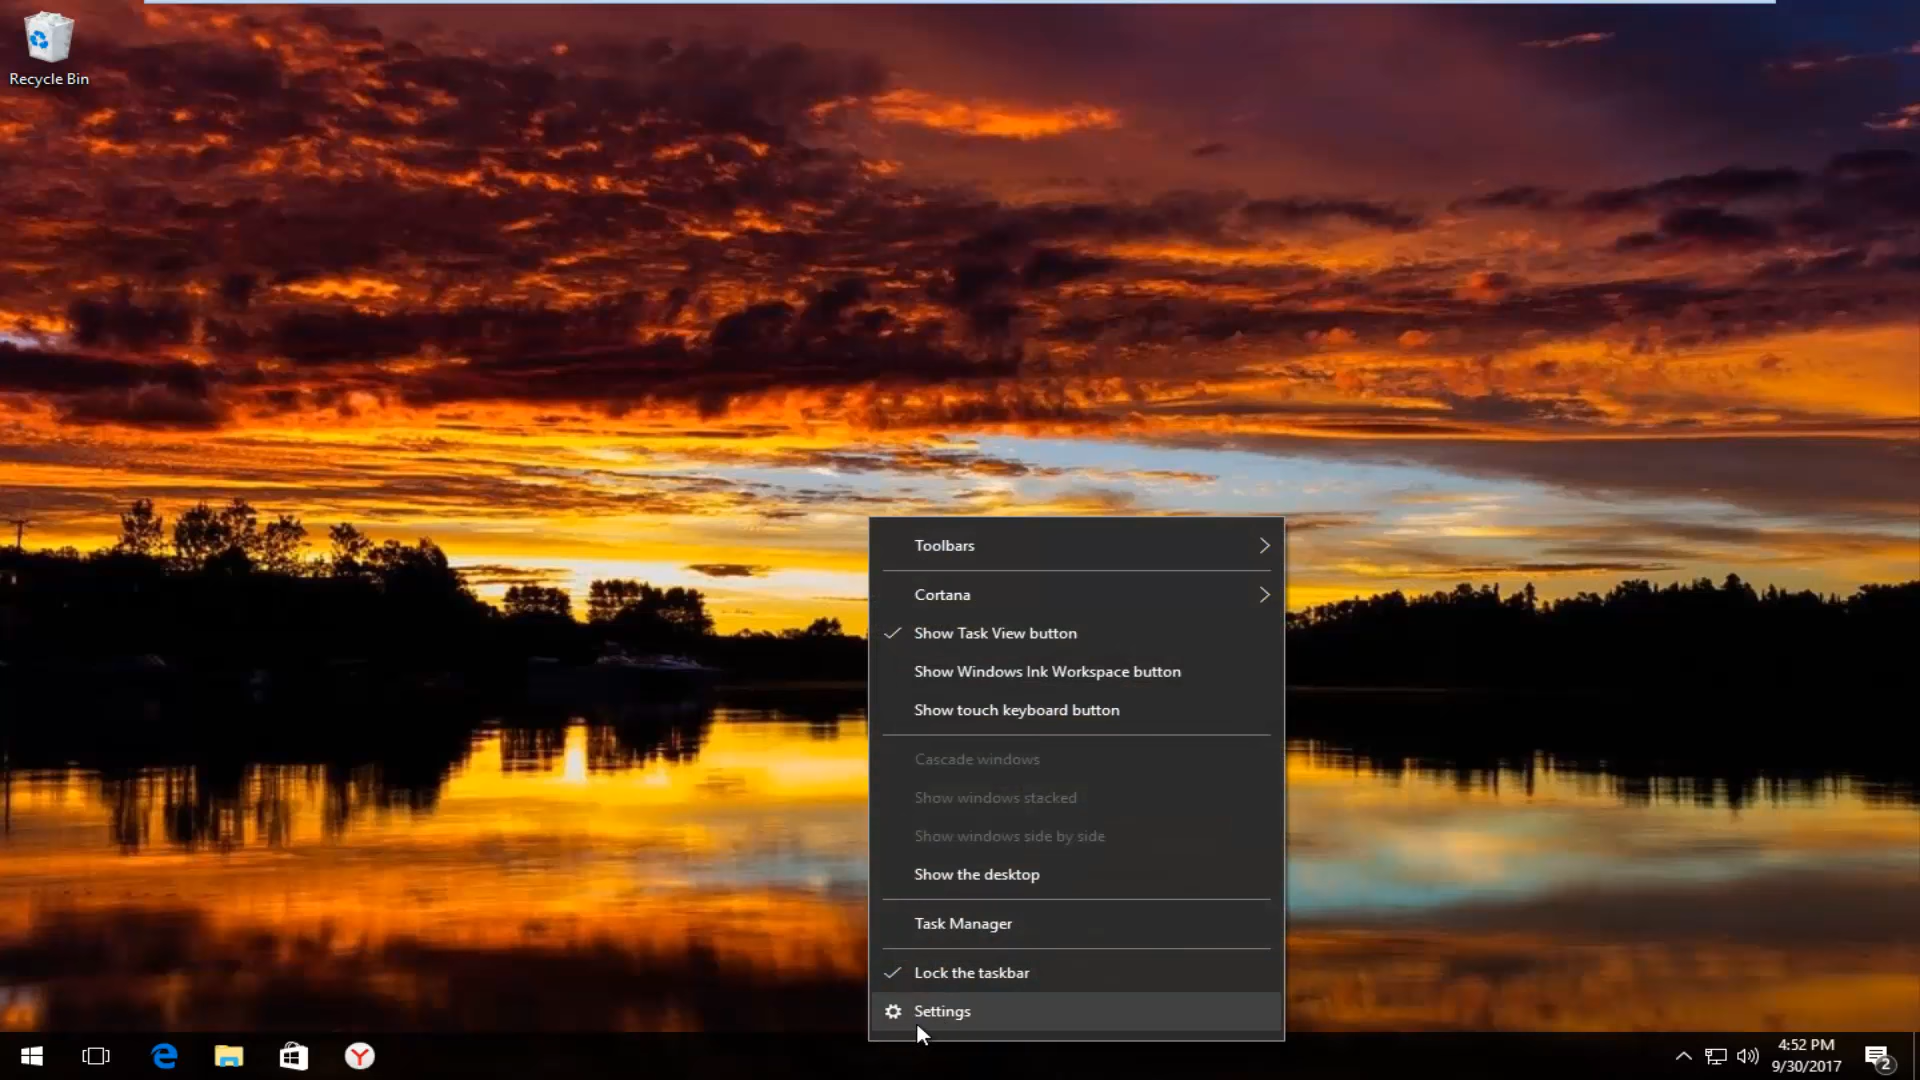 Recycle Bin
Toolbars
Cortana
Show Task View button
Show Windows Ink Workspace button
Show touch keyboard button
Cascade windows
Show windows stacked
Show windows side by side
Show the desktop
Task Manager
Lock the taskbar
Settings
4:52 PM
9/30/2017
2